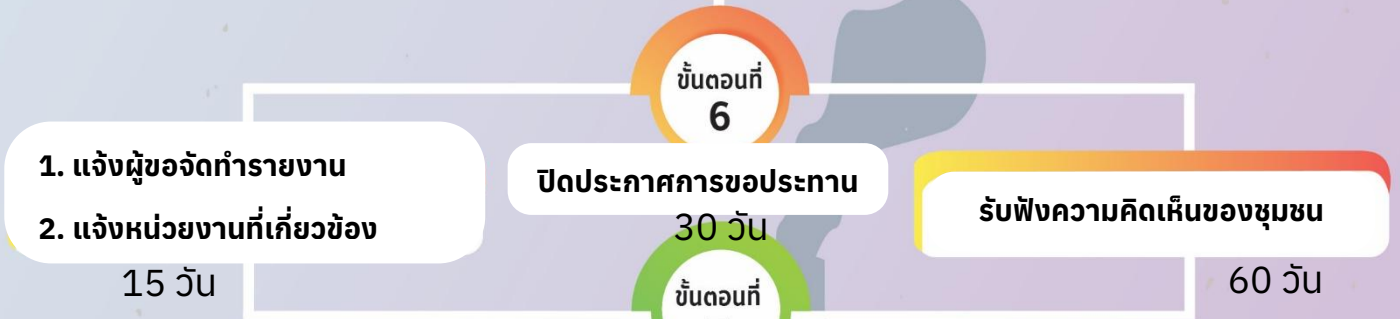 ขั้นตอนที่
6
1. แจ้งผู้ขอจัดทำรายงาน
2. แจ้งหน่วยงานที่เกี่ยวข้อง
15 วัน
ปิดประกาศการขอประทาน
30 วัน
รับฟังความคิดเห็นของชุมชน
60 วัน
ขั้นตอนที่